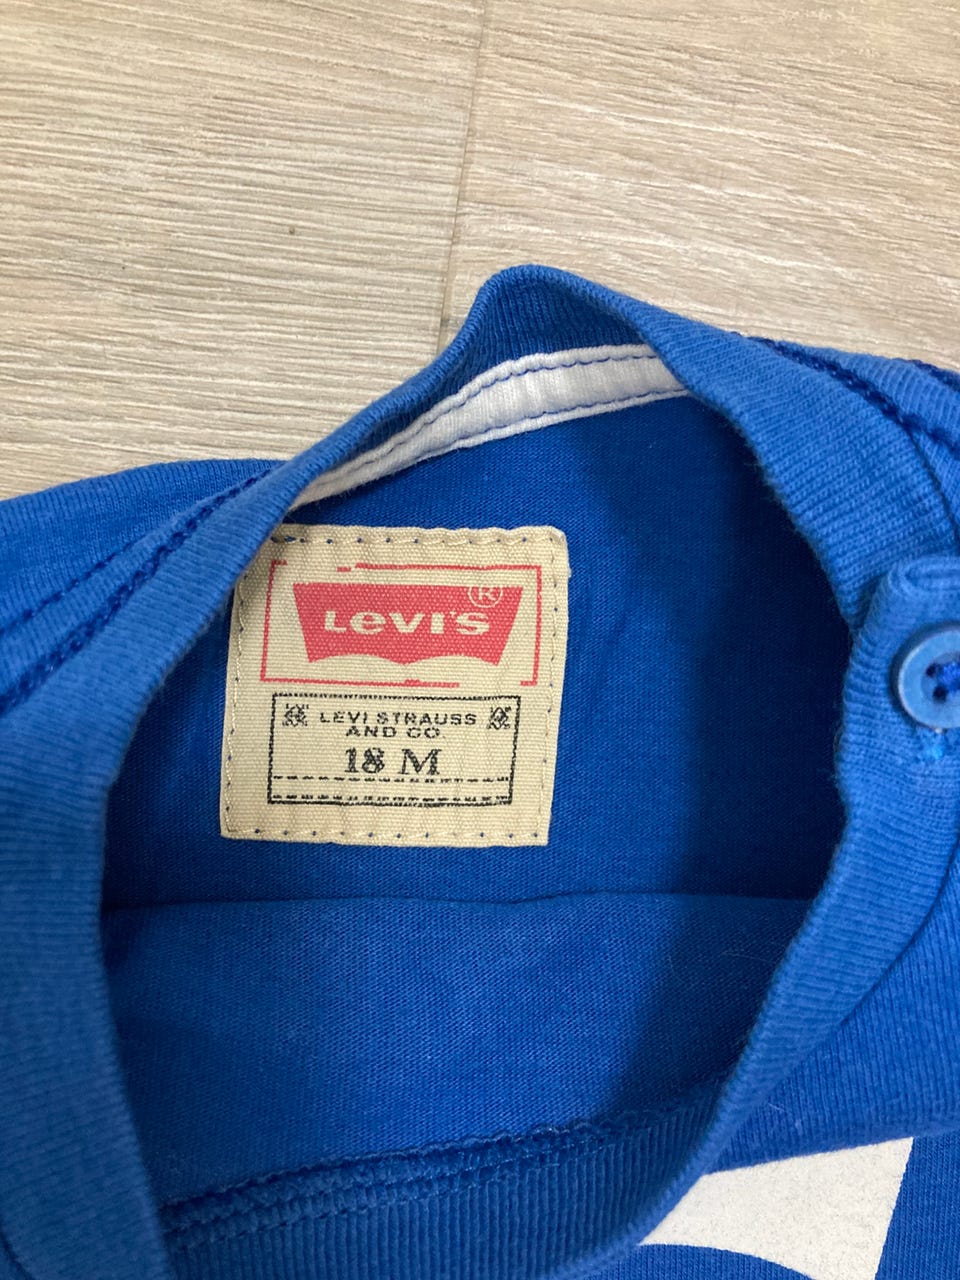 Levi's ®
LEVI STRAUSS
AND CO.
18 M